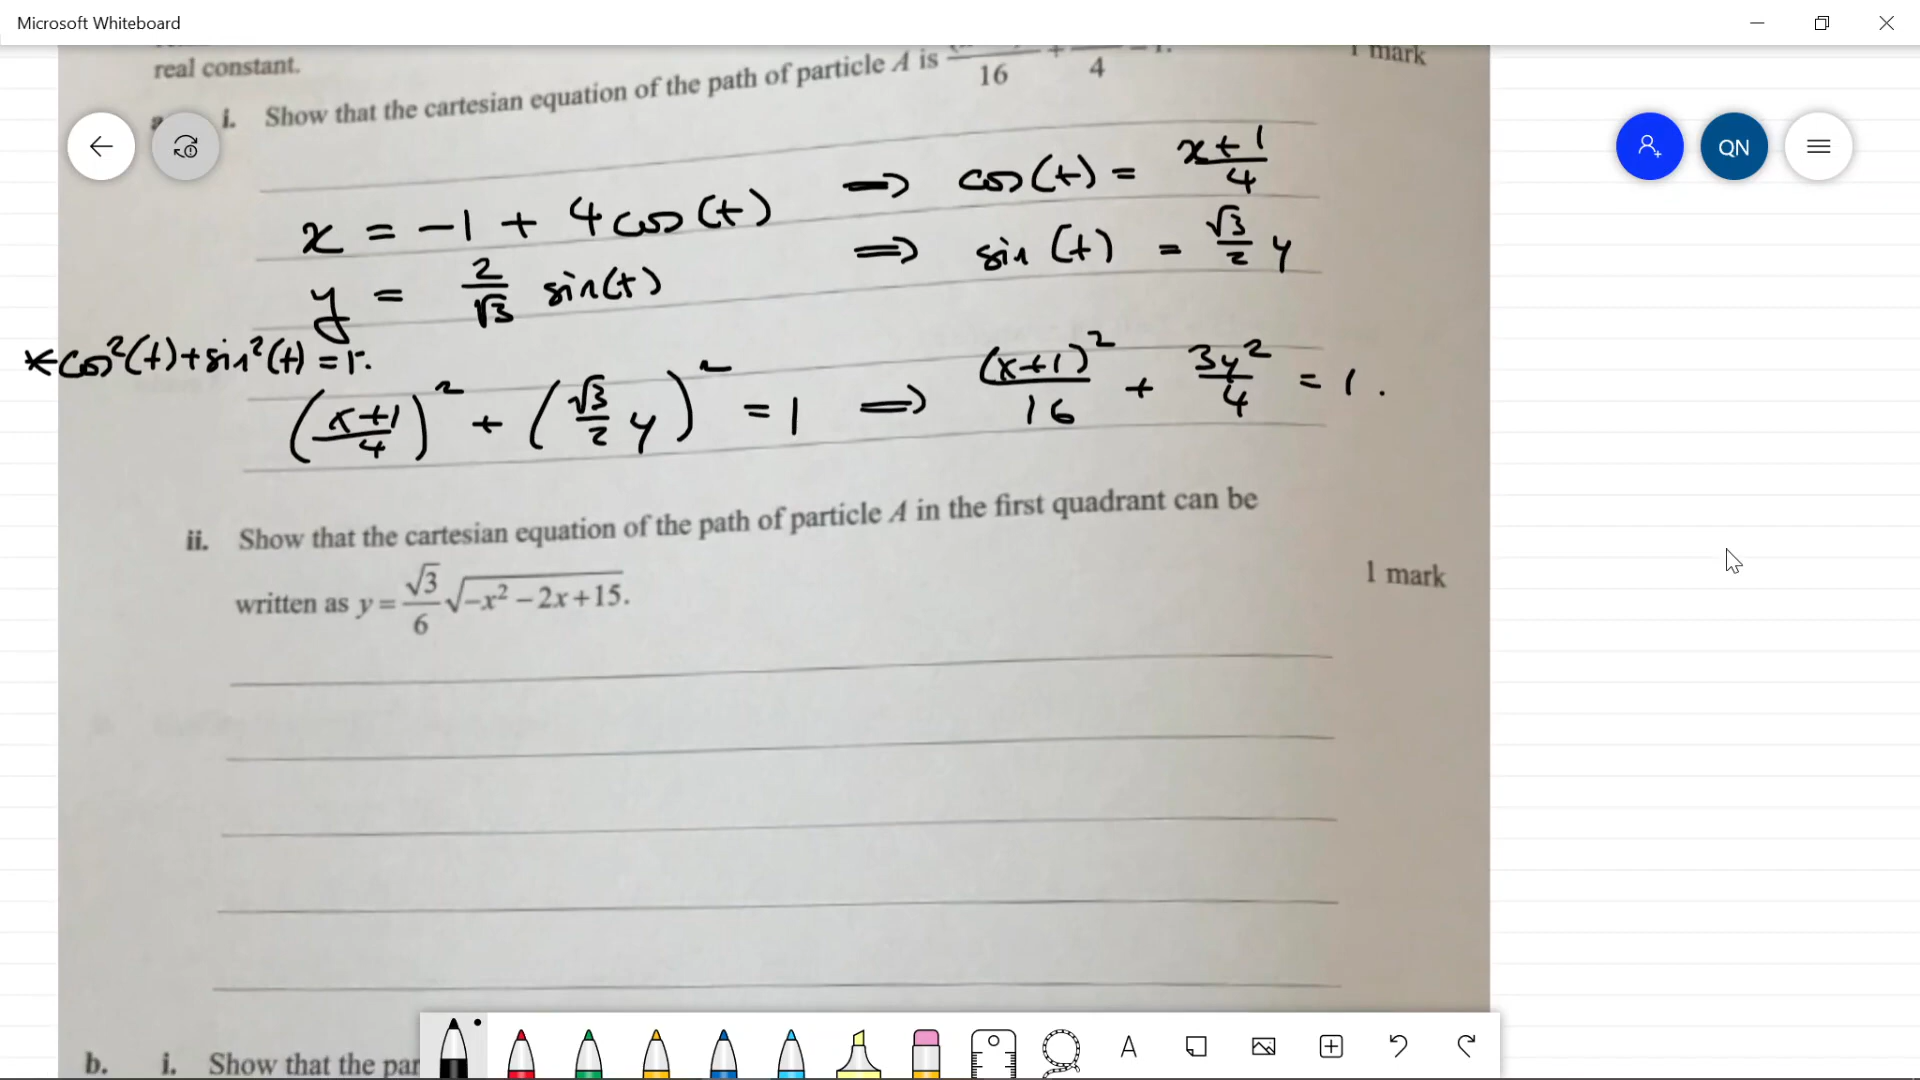 Microsoft Whiteboard
real constant.
1 mark
i. Show that the cartesian equation of the path of particle A is
16 + 4
QN
x = -1 + 4cos(t) ⟹ cos(t) = x+1/4
y = 2/√3 sin(t) ⟹ sin(t) = √3/2 y
*cos²(t)+sin²(t) = 1.
(x+1/4)² + (√3/2 y)² = 1 ⟹ (x+1)²/16 + 3y²/4 = 1.
ii. Show that the cartesian equation of the path of particle A in the first quadrant can be
written as y = √3/6 √-x² - 2x + 15.
1 mark
b. i. Show that the par
A